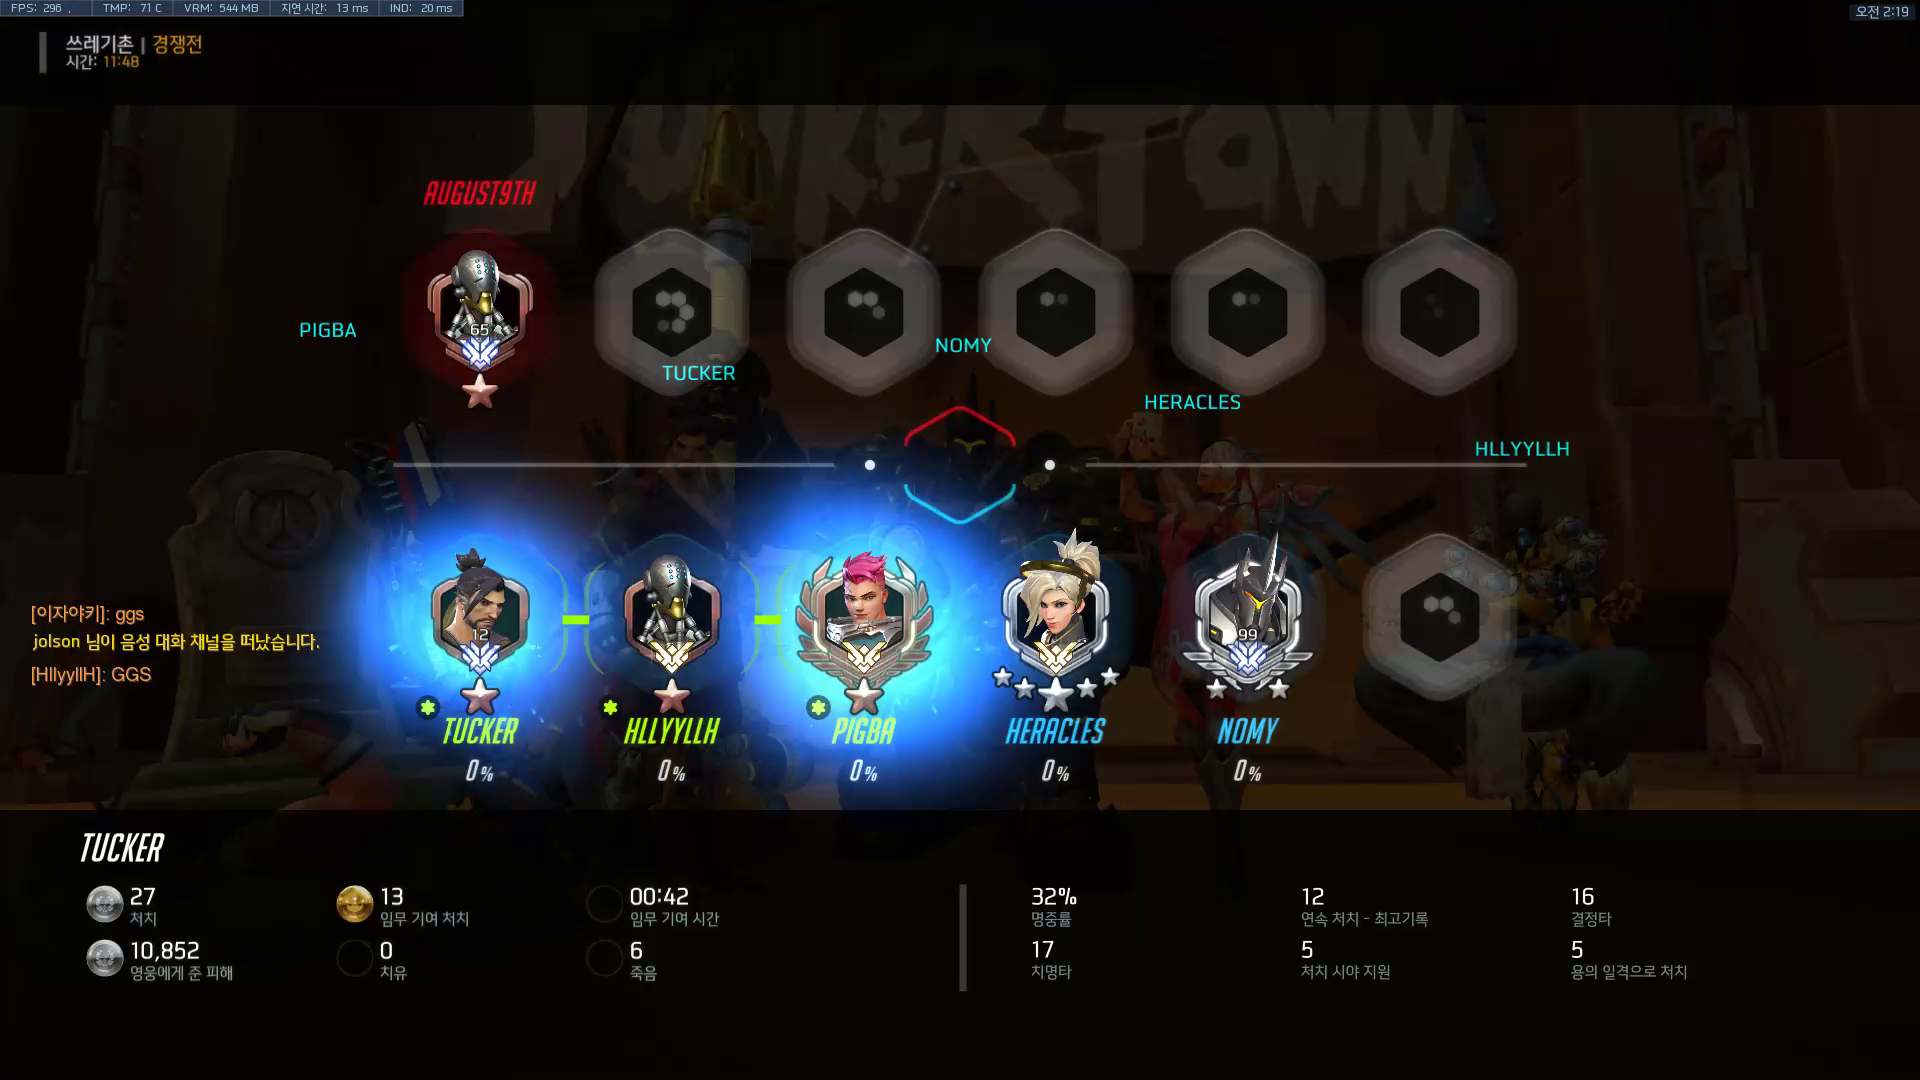 FPS: 296 . TMP: 71 C VRM: 544 MB 지연 시간: 13 ms IND: 20 ms
오전 2:19
쓰레기촌 | 경쟁전
시간: 11:48
JUNKERTOWN
AUGUST9TH
65
PIGBA
NOMY
TUCKER
HERACLES
HLLYYLLH
[이자야키]: ggs
jolson 님이 음성 대화 채널을 떠났습니다.
[HllyyllH]: GGS
12
99
TUCKER HLLYYLLH PIGBA HERACLES NOMY
0% 0% 0% 0% 0%
TUCKER
27 13 00:42 32% 12 16
처치 임무 기여 처치 임무 기여 시간 명중률 연속 처치 - 최고기록 결정타
10,852 0 6 17 5 5
영웅에게 준 피해 치유 죽음 치명타 처치 시야 지원 용의 일격으로 처치